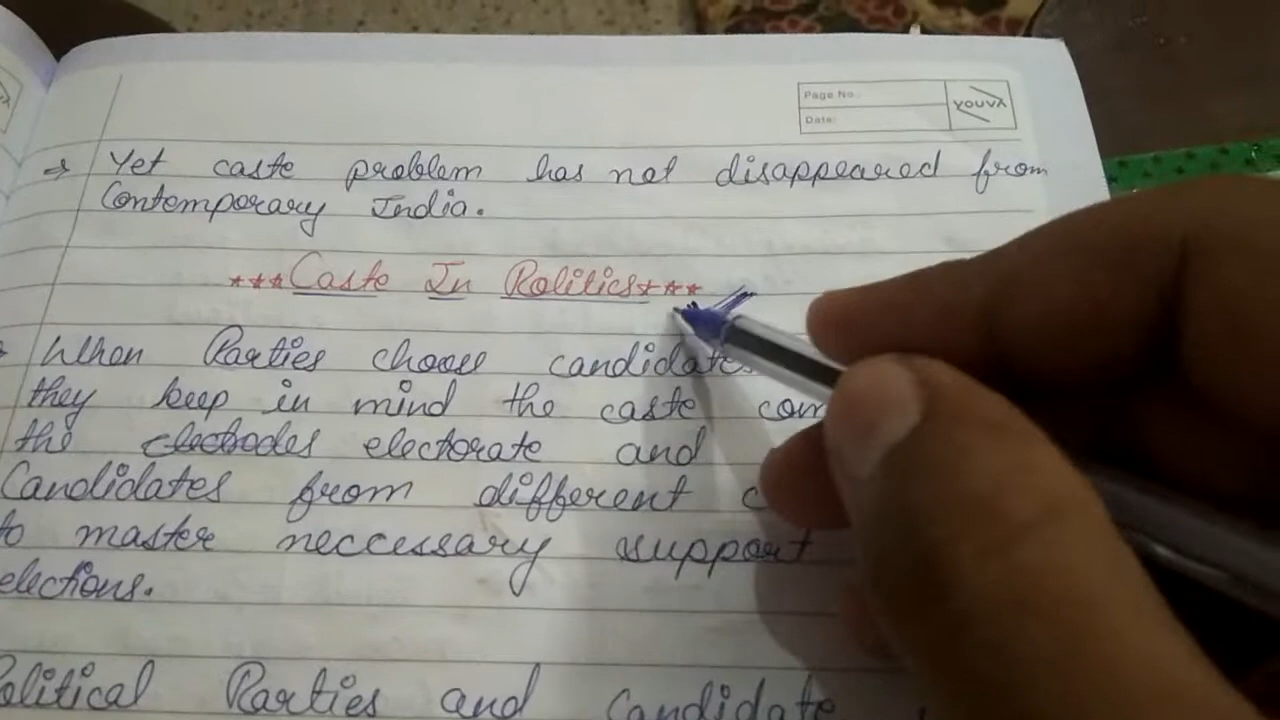 Page No.
Date:
YOUVA
→ Yet caste problem has not disappeared from
Contemporary India.
***Caste In Politics***
When Parties choose candidates
they keep in mind the caste com
the electrodes electorate and
Candidates from different c
to master neccessary support
elections.
Political Parties and Candidate